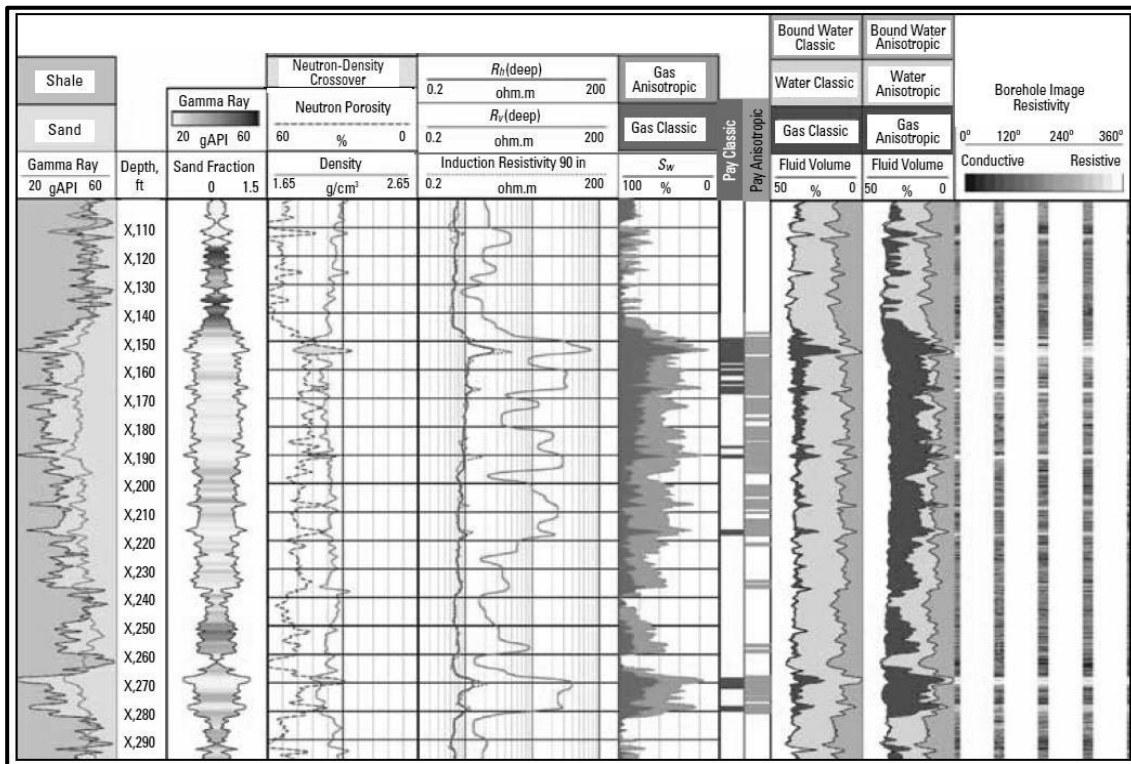 Shale
Sand
Gamma Ray
20 gAPI 60
Depth,
ft
Gamma Ray
20 60
gAPI
Sand Fraction
0 1.5
Neutron-Density
Crossover
Neutron Porosity
60 % 0
Density
1.65 2.65
g/cm³
Rh(deep)
0.2 200
ohm.m
Rv(deep)
0.2 200
ohm.m
Induction Resistivity 90 in
0.2 200
ohm.m
Gas
Anisotropic
Gas Classic
Sw
100 % 0
Pay Classic
Pay Anisotropic
Bound Water
Classic
Water Classic
Gas Classic
Fluid Volume
50 % 0
Bound Water
Anisotropic
Water
Anisotropic
Gas
Anisotropic
Fluid Volume
50 % 0
Borehole Image
Resistivity
0° 120° 240° 360°
Conductive Resistive
X,110
X,120
X,130
X,140
X,150
X,160
X,170
X,180
X,190
X,200
X,210
X,220
X,230
X,240
X,250
X,260
X,270
X,280
X,290